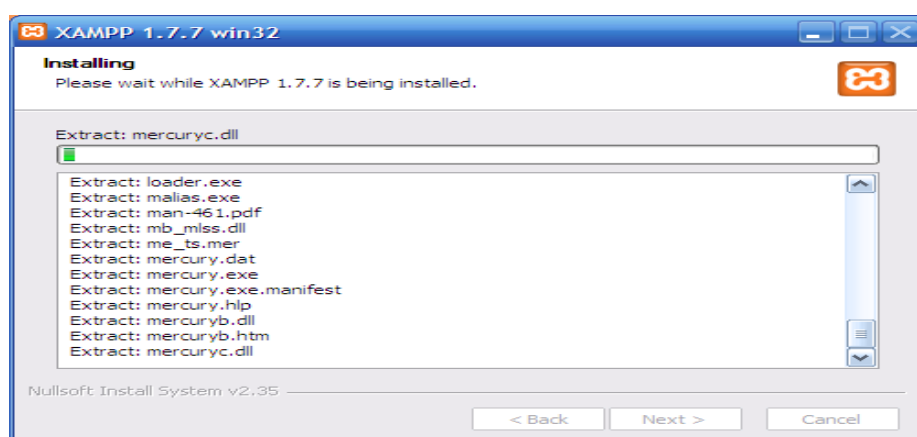 XAMPP 1.7.7 win32
Installing
Please wait while XAMPP 1.7.7 is being installed.
Extract: mercuryc.dll
Extract: loader.exe
Extract: malias.exe
Extract: man-461.pdf
Extract: mb_mlss.dll
Extract: me_ts.mer
Extract: mercury.dat
Extract: mercury.exe
Extract: mercury.exe.manifest
Extract: mercury.hlp
Extract: mercuryb.dll
Extract: mercuryb.htm
Extract: mercuryc.dll
Nullsoft Install System v2.35
< Back Next > Cancel